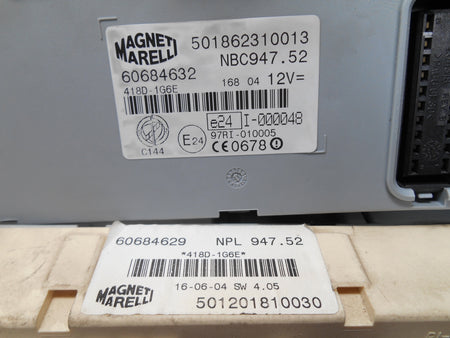 MAGNETI
MARELLI
501862310013
NBC947.52
60684632
168 04 12V=
418D-1G6E
e24 I-000048
E24
97RI-010005
C144
CE0678
60684629 NPL 947.52
"418D-1G6E"
16-06-04 SW 4.05
MAGNETI
MARELLI
501201810030